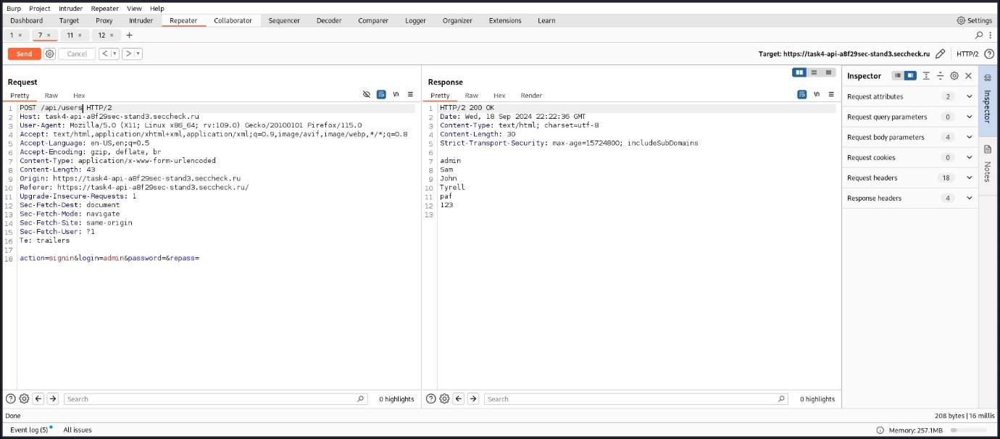 Burp Project Intruder Repeater View Help
Dashboard Target Proxy Intruder Repeater Collaborator Sequencer Decoder Comparer Logger Organizer Extensions Learn Settings
1 × 7 × 11 × 12 × +
Send Cancel < > Target: https://task4-api-a8f29sec-stand3.seccheck.ru HTTP/2
Request
Pretty Raw Hex \n
1 POST /api/users HTTP/2
2 Host: task4-api-a8f29sec-stand3.seccheck.ru
3 User-Agent: Mozilla/5.0 (X11; Linux x86_64; rv:109.0) Gecko/20100101 Firefox/115.0
4 Accept: text/html,application/xhtml+xml,application/xml;q=0.9,image/avif,image/webp,*/*;q=0.8
5 Accept-Language: en-US,en;q=0.5
6 Accept-Encoding: gzip, deflate, br
7 Content-Type: application/x-www-form-urlencoded
8 Content-Length: 43
9 Origin: https://task4-api-a8f29sec-stand3.seccheck.ru
10 Referer: https://task4-api-a8f29sec-stand3.seccheck.ru/
11 Upgrade-Insecure-Requests: 1
12 Sec-Fetch-Dest: document
13 Sec-Fetch-Mode: navigate
14 Sec-Fetch-Site: same-origin
15 Sec-Fetch-User: ?1
16 Te: trailers
17
18 action=signin&login=admin&password=&repass=
Search 0 highlights
Response
Pretty Raw Hex Render \n
1 HTTP/2 200 OK
2 Date: Wed, 18 Sep 2024 22:22:36 GMT
3 Content-Type: text/html; charset=utf-8
4 Content-Length: 30
5 Strict-Transport-Security: max-age=15724800; includeSubDomains
6
7 admin
8 Sam
9 John
10 Tyrell
11 paf
12 123
13
Search 0 highlights
Inspector
Request attributes 2
Request query parameters 0
Request body parameters 4
Request cookies 0
Request headers 18
Response headers 4
Inspector
Notes
Done 208 bytes | 16 millis
Event log (5) All issues Memory: 257.1MB